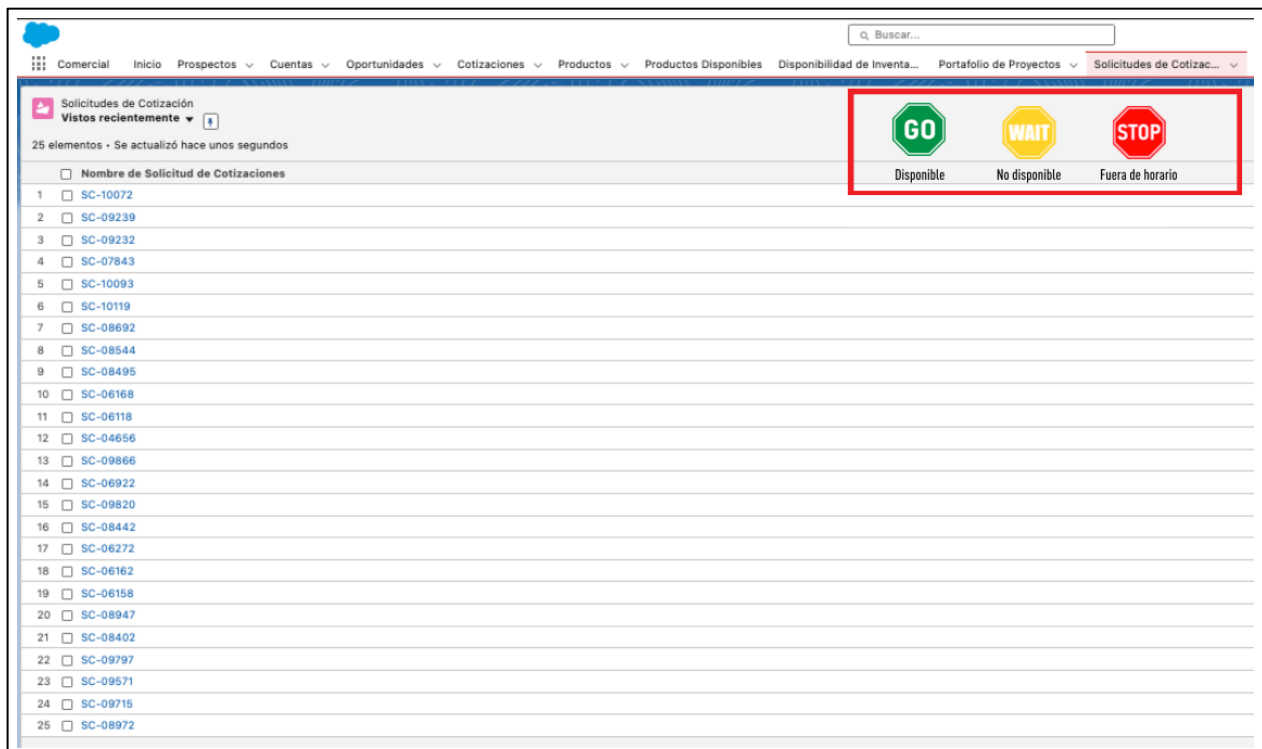 Buscar...
Comercial Inicio Prospectos Cuentas Oportunidades Cotizaciones Productos Productos Disponibles Disponibilidad de Inventa... Portafolio de Proyectos Solicitudes de Cotizac...
Solicitudes de Cotización
Vistos recientemente
25 elementos • Se actualizó hace unos segundos
GO WAIT STOP
Disponible No disponible Fuera de horario
Nombre de Solicitud de Cotizaciones
1 SC-10072
2 SC-09239
3 SC-09232
4 SC-07843
5 SC-10093
6 SC-10119
7 SC-08692
8 SC-08544
9 SC-08495
10 SC-06168
11 SC-06118
12 SC-04656
13 SC-09866
14 SC-06922
15 SC-09820
16 SC-08442
17 SC-06272
18 SC-06162
19 SC-06158
20 SC-08947
21 SC-08402
22 SC-09797
23 SC-09571
24 SC-09715
25 SC-08972